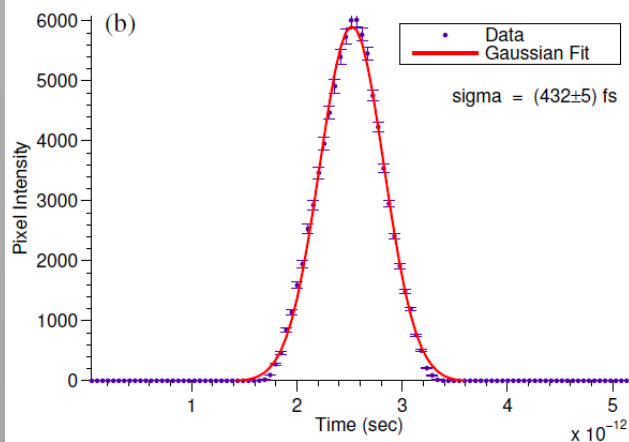 (b)
Data
Gaussian Fit
sigma = (432±5) fs
Pixel Intensity
6000
5000
4000
3000
2000
1000
0
1 2 3 4 5
Time (sec)
x 10⁻¹²